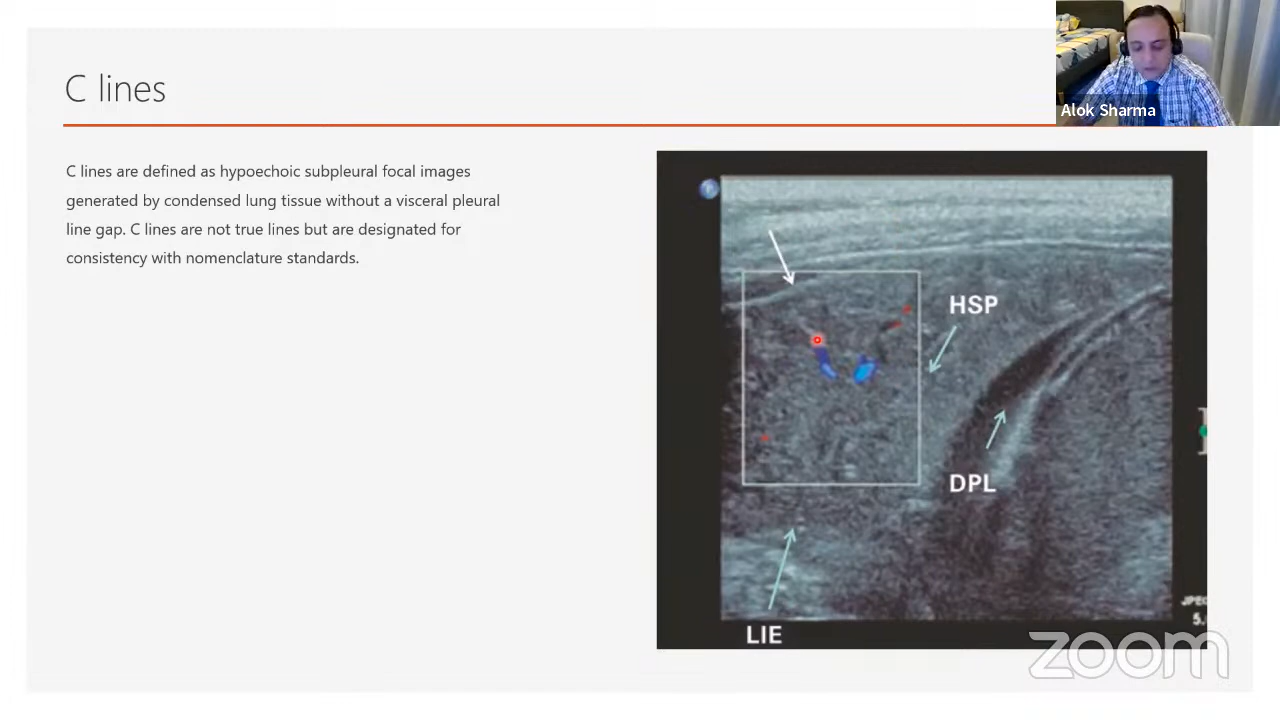 C lines
Alok Sharma
C lines are defined as hypoechoic subpleural focal images
generated by condensed lung tissue without a visceral pleural
line gap. C lines are not true lines but are designated for
consistency with nomenclature standards.
HSP
DPL
LIE
JPEG
5.
zoom